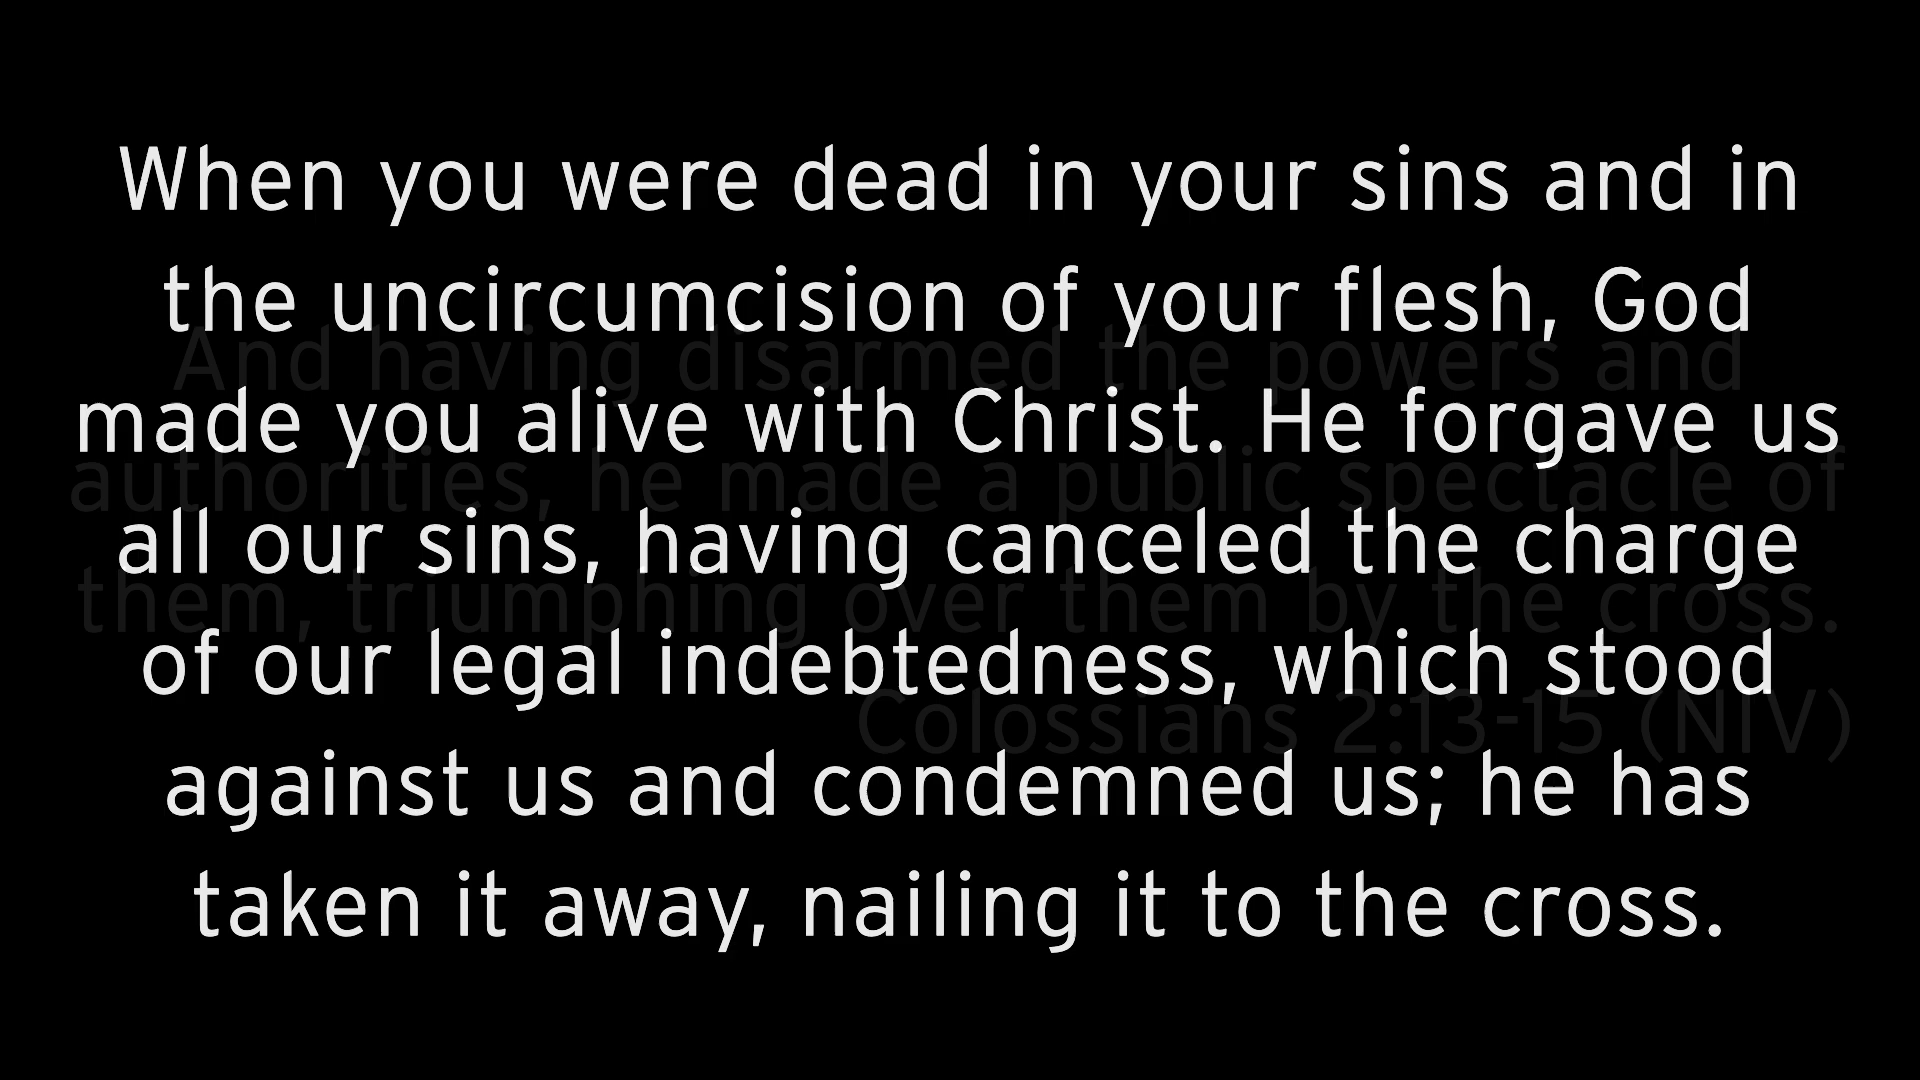 When you were dead in your sins and in
the uncircumcision of your flesh, God
made you alive with Christ. He forgave us
all our sins, having canceled the charge
of our legal indebtedness, which stood
against us and condemned us; he has
taken it away, nailing it to the cross.
And having disarmed the powers and
authorities, he made a public spectacle of
them, triumphing over them by the cross.
Colossians 2:13-15 (NIV)